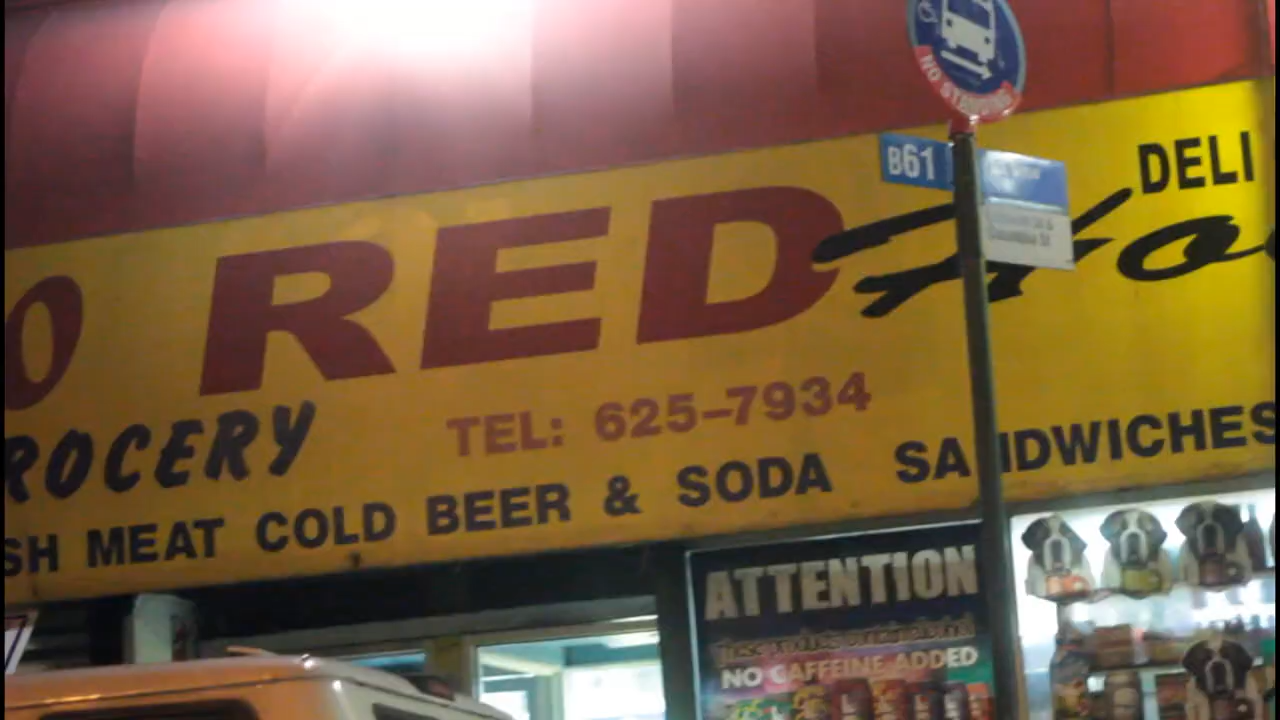 NO STANDING
B61
DELI
O RED Ho
ROCERY
TEL: 625-7934
SH MEAT COLD BEER & SODA SANDWICHES
ATTENTION
NO CAFFEINE ADDED